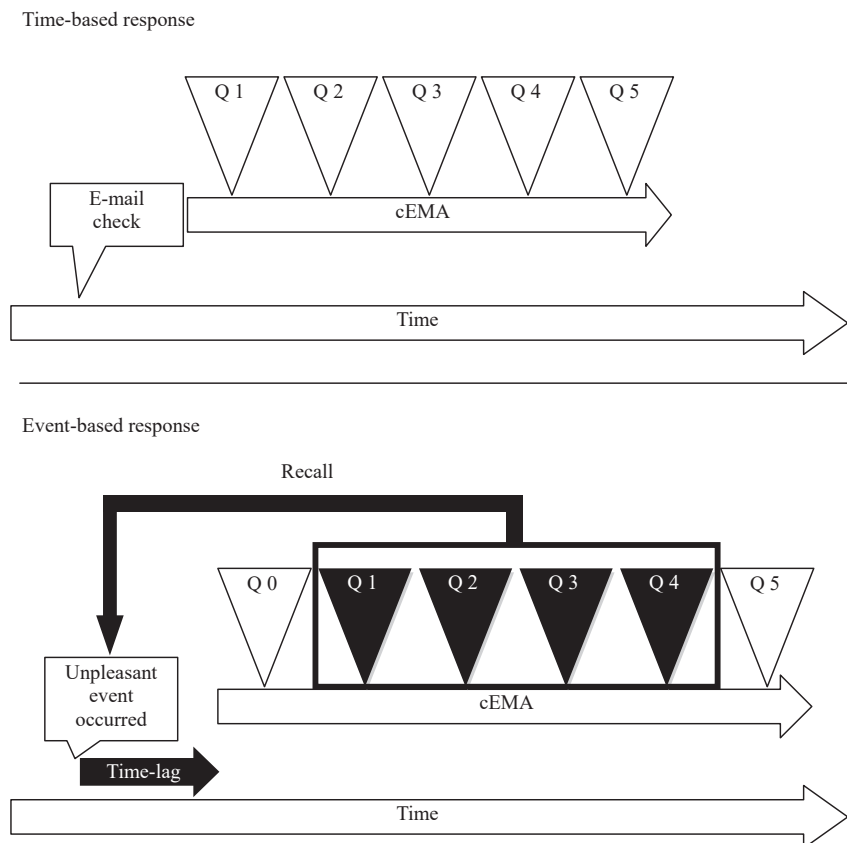 Time-based response
Q 1 Q 2 Q 3 Q 4 Q 5
E-mail
check
cEMA
Time
Event-based response
Recall
Q 0 Q 1 Q 2 Q 3 Q 4 Q 5
Unpleasant
event
occurred
cEMA
Time-lag
Time